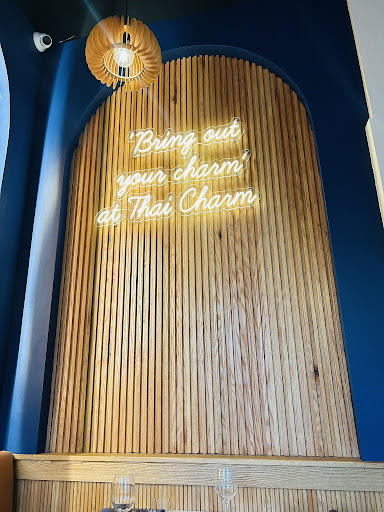 'Bring out
your charm'
at Thai Charm